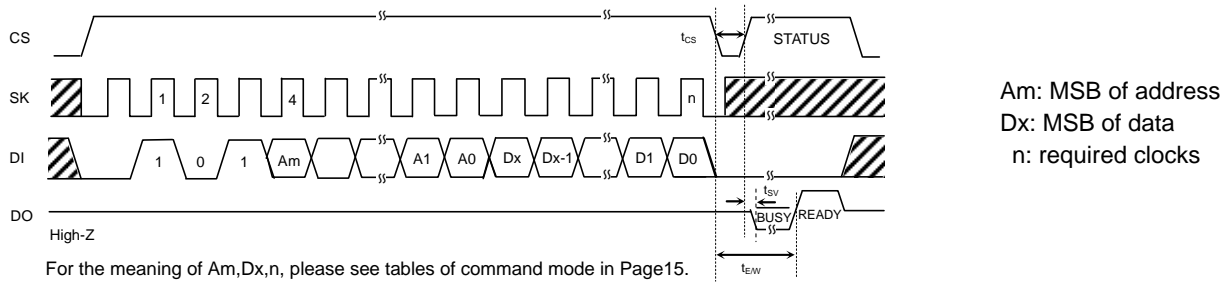 CS
tCS
STATUS
SK
1
2
4
n
DI
1
0
1
Am
A1
A0
Dx
Dx-1
D1
D0
tSV
DO
BUSY
READY
High-Z
tE/W
For the meaning of Am,Dx,n, please see tables of command mode in Page15.
Am: MSB of address
Dx: MSB of data
n: required clocks